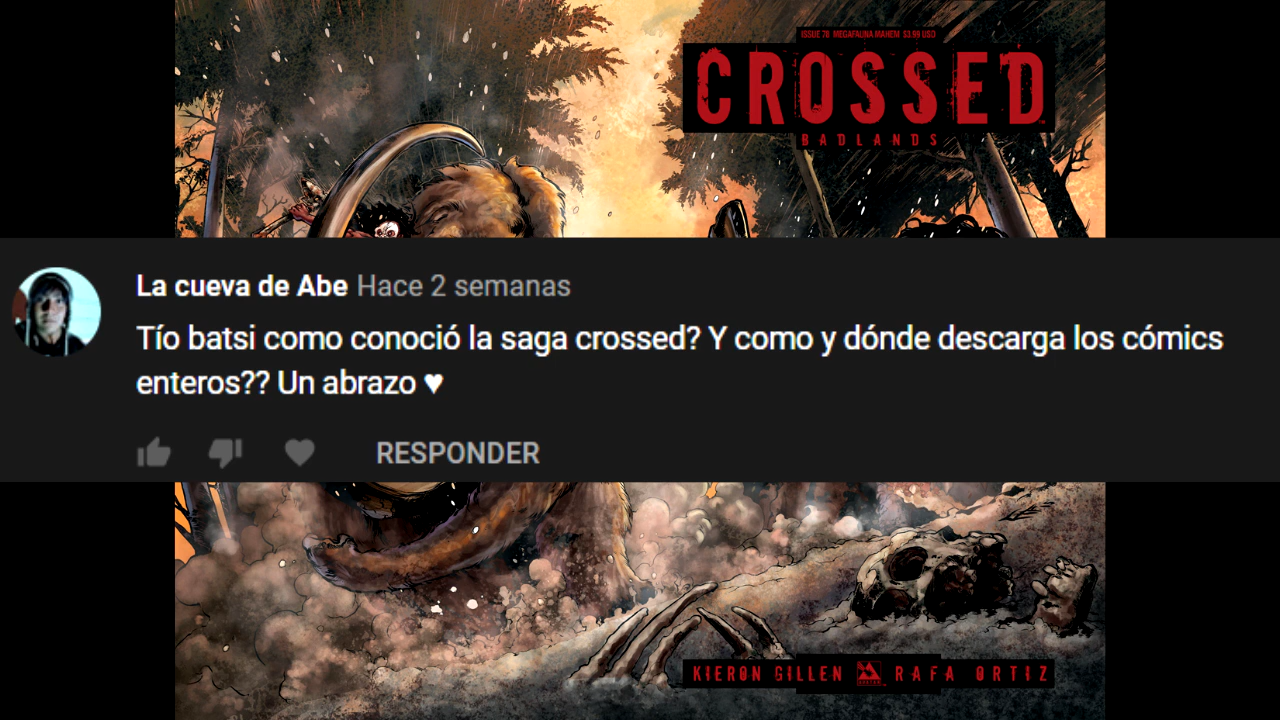 ISSUE 78 MEGAFAUNA MAHEM $3.99 USD
CROSSED
BADLANDS
La cueva de Abe Hace 2 semanas
Tío batsi como conoció la saga crossed? Y como y dónde descarga los cómics
enteros?? Un abrazo ♥
RESPONDER
KIERON GILLEN AVATAR RAFA ORTIZ